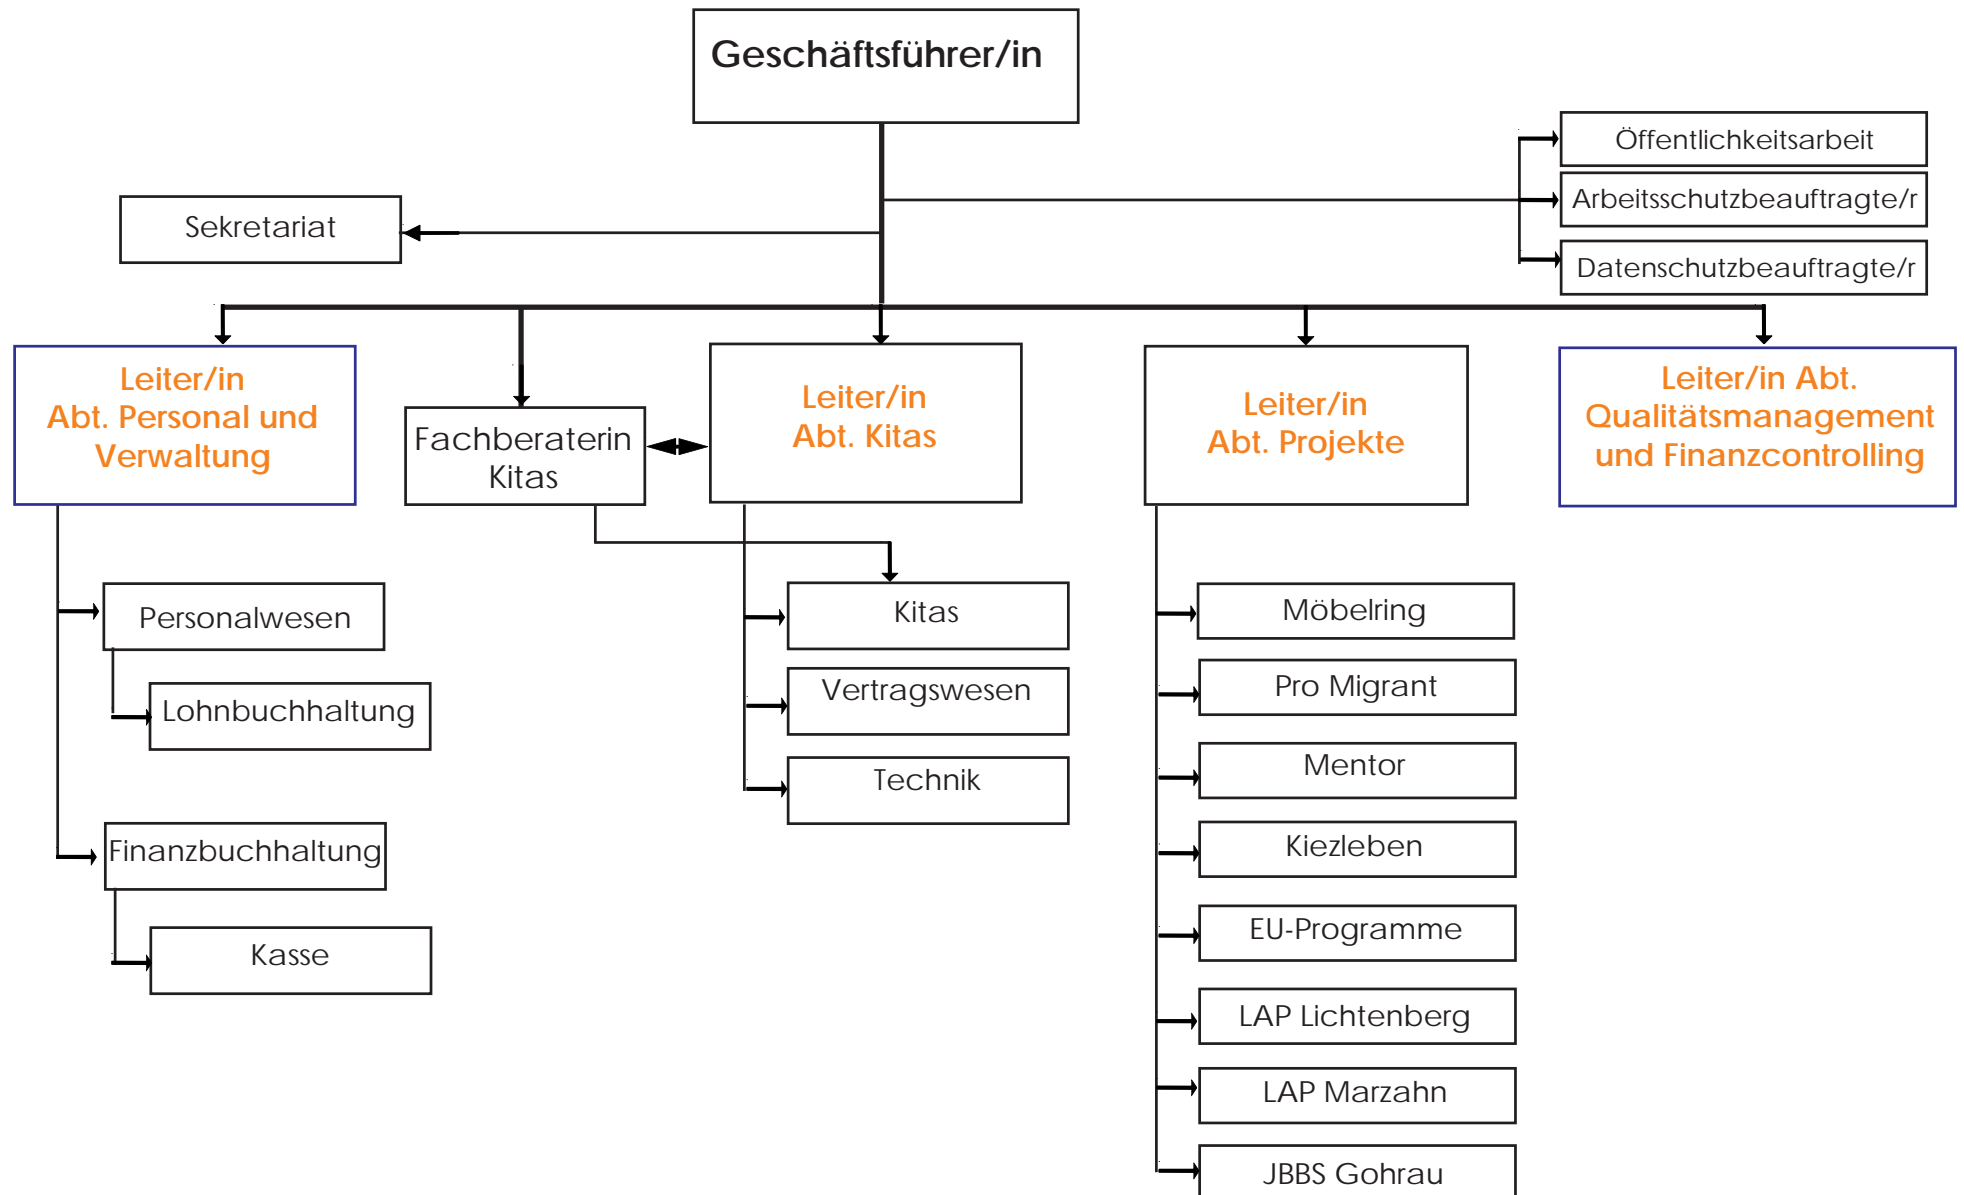 Geschäftsführer/in
Öffentlichkeitsarbeit
Arbeitsschutzbeauftragte/r
Sekretariat
Datenschutzbeauftragte/r
Leiter/in
Abt. Personal und
Verwaltung
Fachberaterin
Kitas
Leiter/in
Abt. Kitas
Leiter/in
Abt. Projekte
Leiter/in Abt.
Qualitätsmanagement
und Finanzcontrolling
Personalwesen
Lohnbuchhaltung
Finanzbuchhaltung
Kasse
Kitas
Vertragswesen
Technik
Möbelring
Pro Migrant
Mentor
Kiezleben
EU-Programme
LAP Lichtenberg
LAP Marzahn
JBBS Gohrau